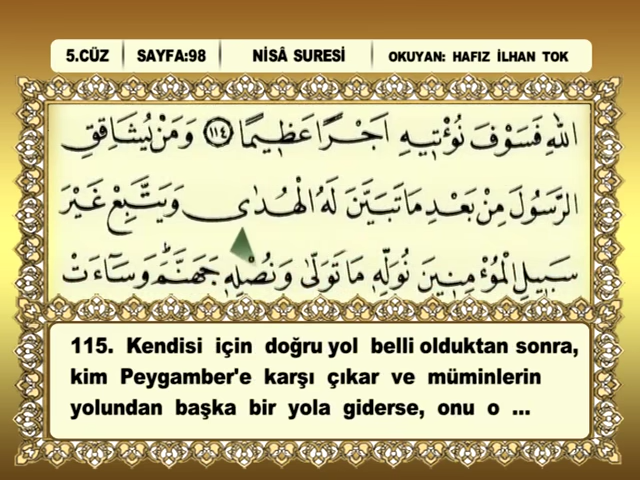 5.CÜZ SAYFA:98 NİSÂ SURESİ OKUYAN: HAFIZ İLHAN TOK
اللهِ فَسَوْفَ نُؤْتٖيهِ اَجْرًا عَظٖيمًا ﴿١١٤﴾ وَمَنْ يُشَاقِقِ
الرَّسُولَ مِنْ بَعْدِ مَا تَبَيَّنَ لَهُ الْهُدٰى وَيَتَّبِعْ غَيْرَ
سَبٖيلِ الْمُؤْمِنٖينَ نُوَلِّهٖ مَا تَوَلّٰى وَنُصْلِهٖ جَهَنَّمَۜ وَسَٓاءَتْ
115. Kendisi için doğru yol belli olduktan sonra,
kim Peygamber'e karşı çıkar ve müminlerin
yolundan başka bir yola giderse, onu o ...